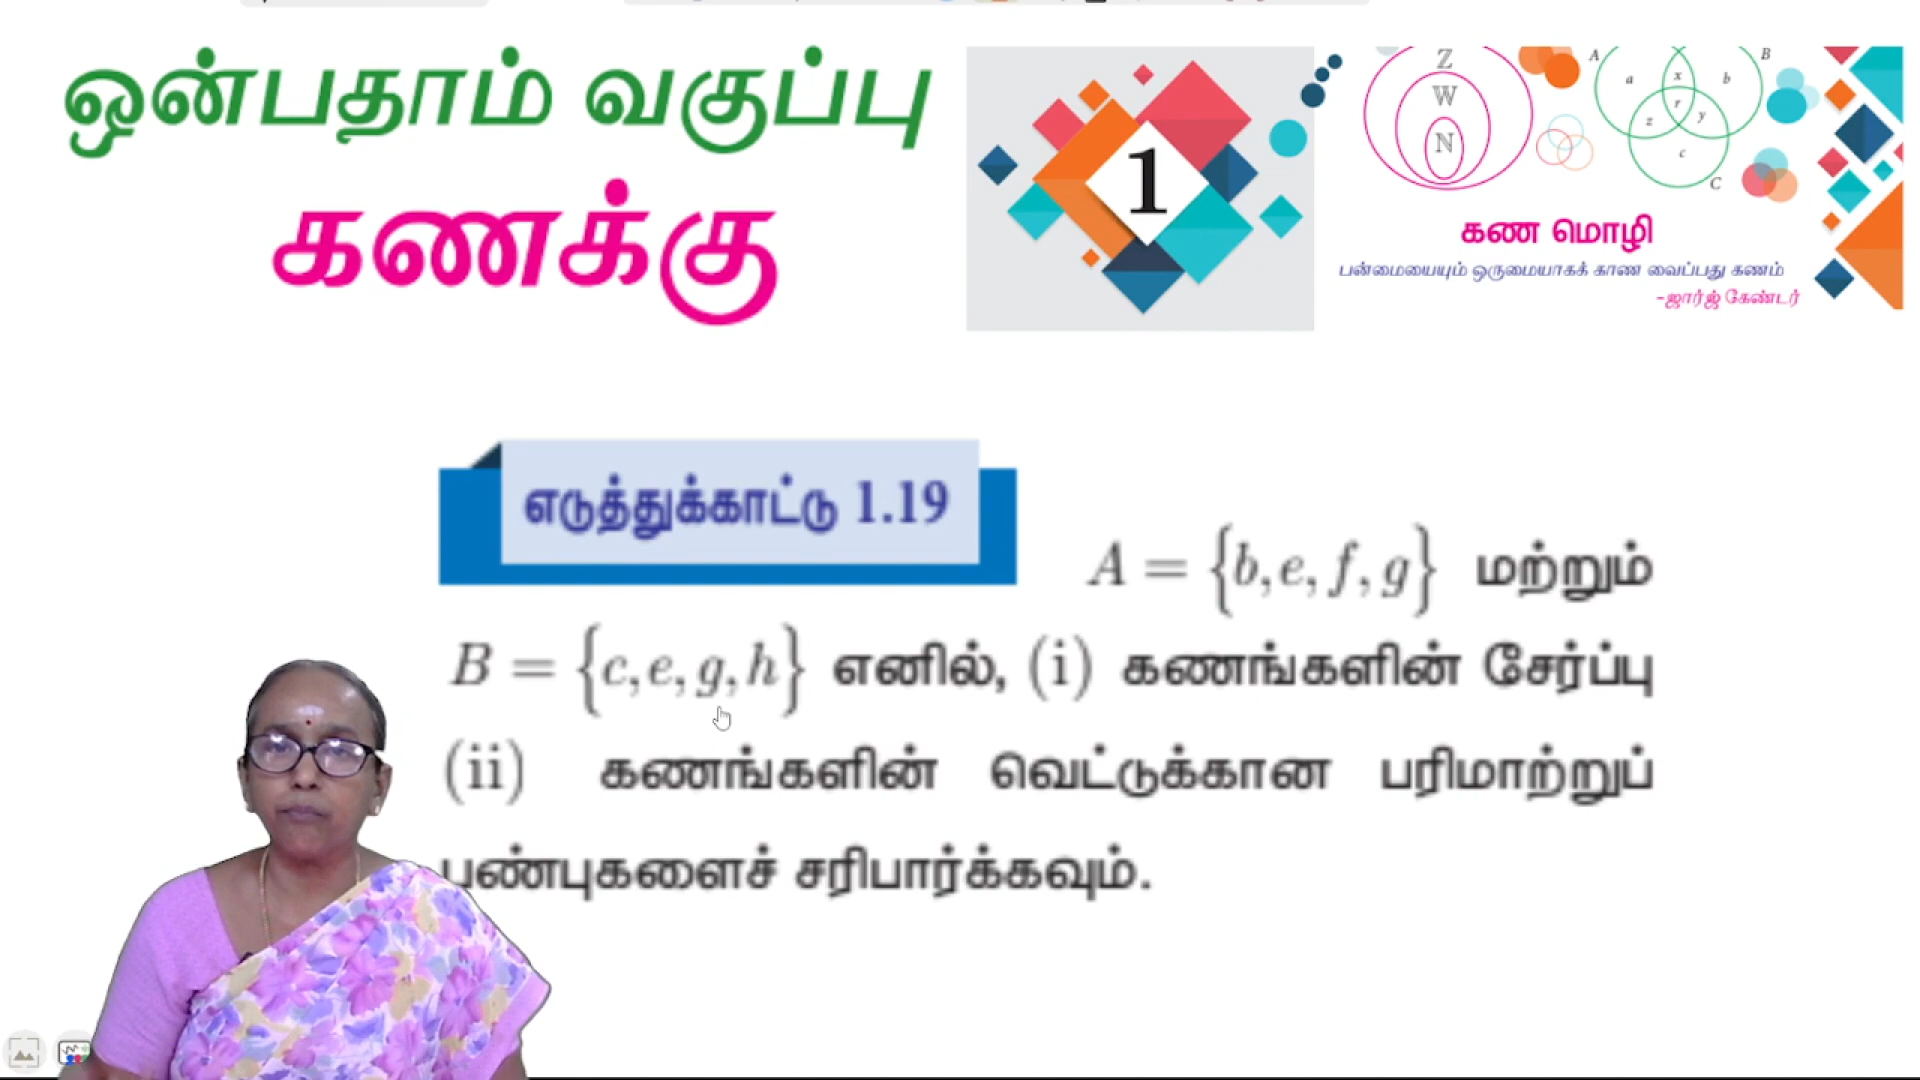 ஒன்பதாம் வகுப்பு
கணக்கு
1
Z
W
N
A
B
a
x
b
r
z
y
c
C
கண மொழி
பன்மையையும் ஒருமையாகக் காண வைப்பது கணம்
-ஜார்ஜ் கேண்டர்
எடுத்துக்காட்டு 1.19
A = {b, e, f, g} மற்றும்
B = {c, e, g, h} எனில், (i) கணங்களின் சேர்ப்பு
(ii) கணங்களின் வெட்டுக்கான பரிமாற்றுப்
பண்புகளைச் சரிபார்க்கவும்.